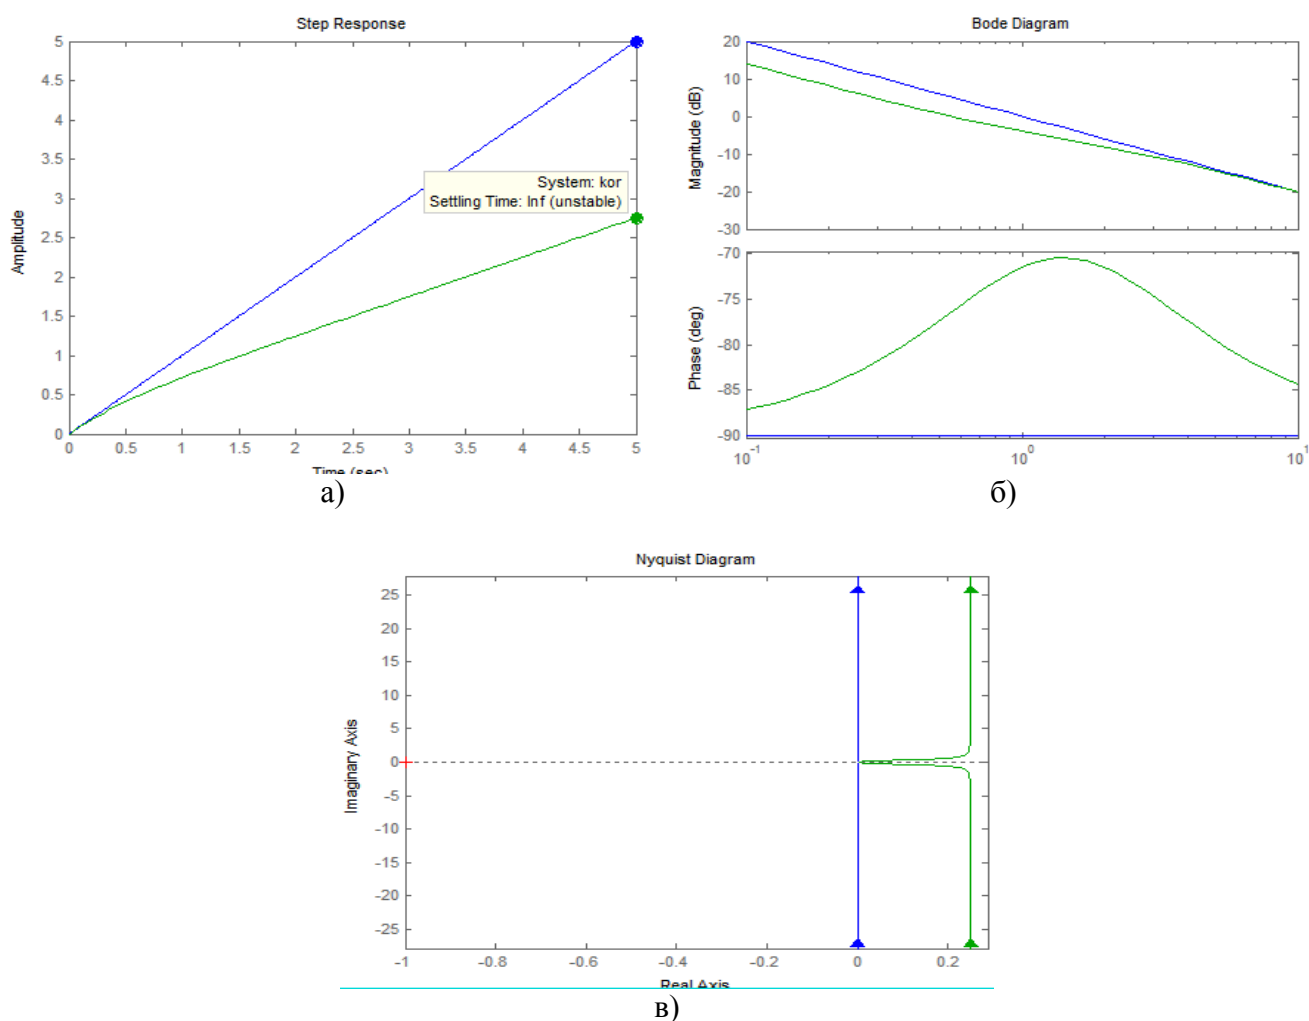 Step Response
Amplitude
5
4.5
4
3.5
3
2.5
2
1.5
1
0.5
0
System: kor
Settling Time: Inf (unstable)
0 0.5 1 1.5 2 2.5 3 3.5 4 4.5 5
Time (sec)
а)
Bode Diagram
Magnitude (dB)
20
10
0
-10
-20
-30
Phase (deg)
-70
-75
-80
-85
-90
10^-1 10^0 10^1
б)
Nyquist Diagram
Imaginary Axis
25
20
15
10
5
0
-5
-10
-15
-20
-25
-1 -0.8 -0.6 -0.4 -0.2 0 0.2
Real Axis
в)